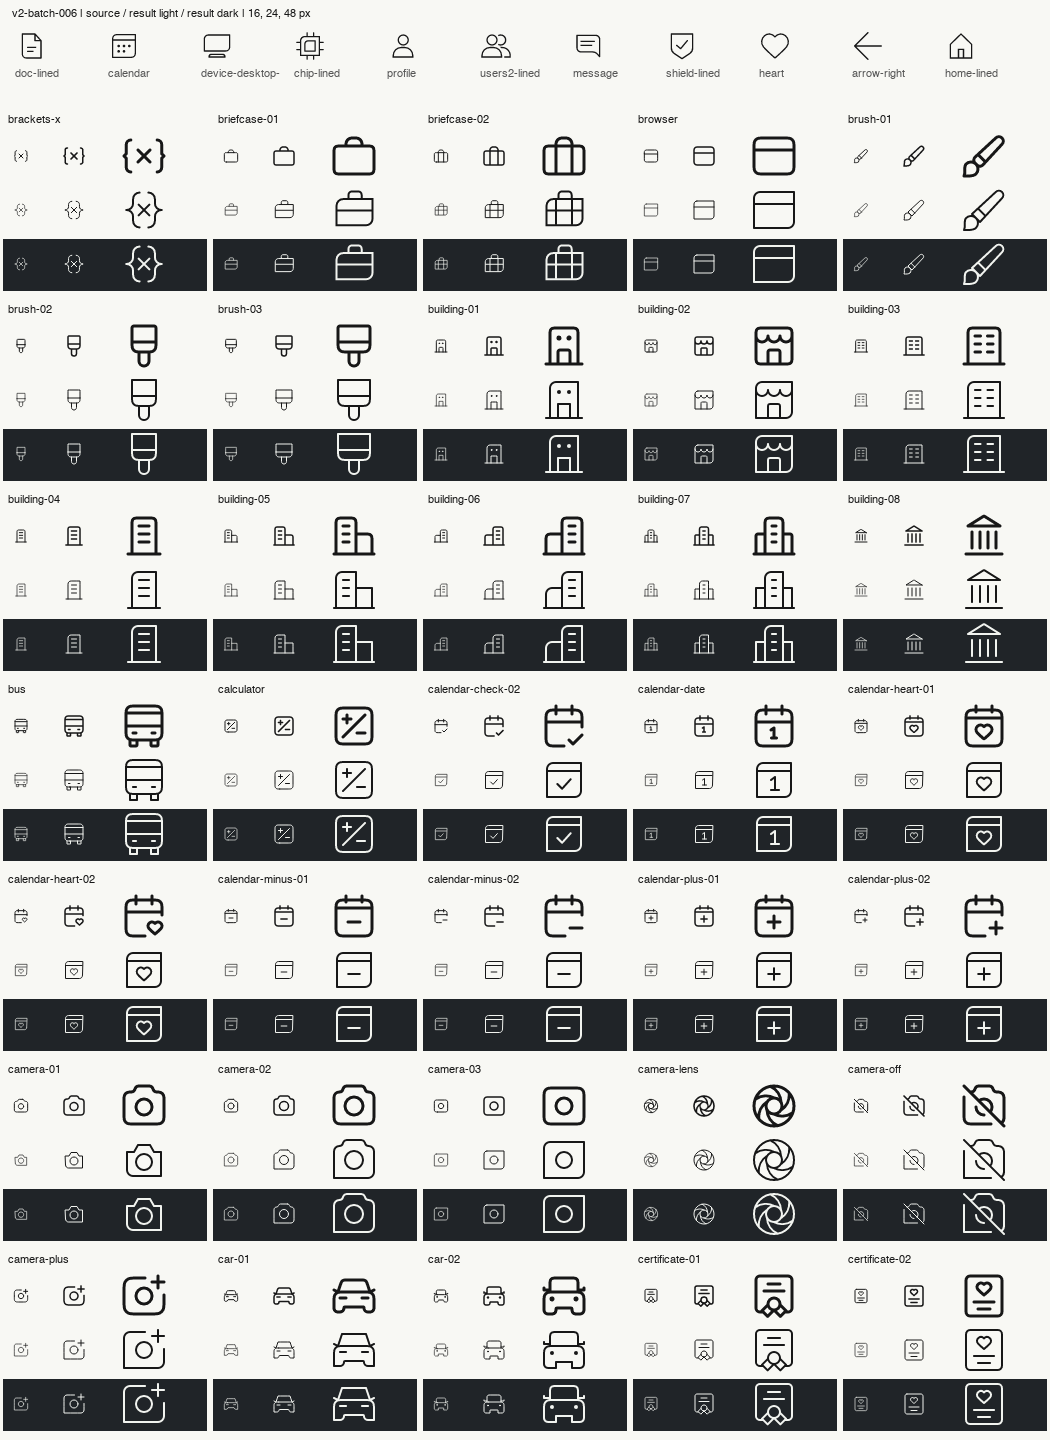 v2-batch-006 | source / result light / result dark | 16, 24, 48 px
doc-lined calendar device-desktop- chip-lined profile users2-lined message shield-lined heart arrow-right home-lined
brackets-x briefcase-01 briefcase-02 browser brush-01
brush-02 brush-03 building-01 building-02 building-03
building-04 building-05 building-06 building-07 building-08
bus calculator calendar-check-02 calendar-date calendar-heart-01
calendar-heart-02 calendar-minus-01 calendar-minus-02 calendar-plus-01 calendar-plus-02
camera-01 camera-02 camera-03 camera-lens camera-off
camera-plus car-01 car-02 certificate-01 certificate-02